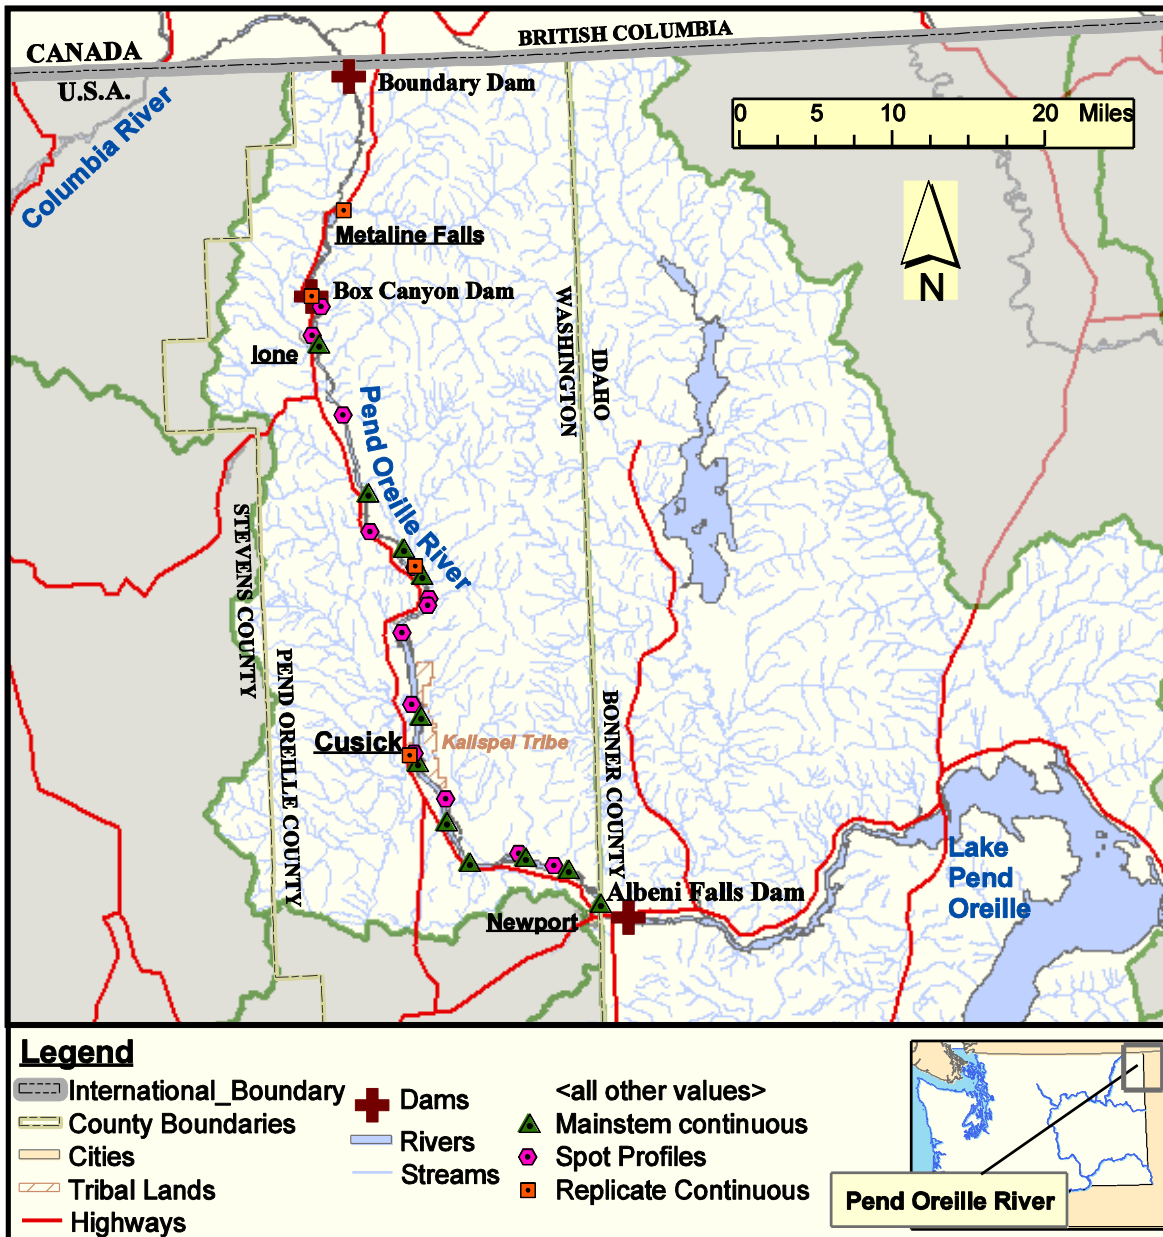 BRITISH COLUMBIA
CANADA
U.S.A.
Boundary Dam
Columbia River
0 5 10 20 Miles
N
Metaline Falls
Box Canyon Dam
Ione
WASHINGTON
IDAHO
Pend Oreille River
STEVENS COUNTY
PEND OREILLE COUNTY
BONNER COUNTY
Cusick
Kalispel Tribe
Lake
Pend
Oreille
Albeni Falls Dam
Newport
Legend
International_Boundary
County Boundaries
Cities
Tribal Lands
Highways
Dams
Rivers
Streams
<all other values>
Mainstem continuous
Spot Profiles
Replicate Continuous
Pend Oreille River